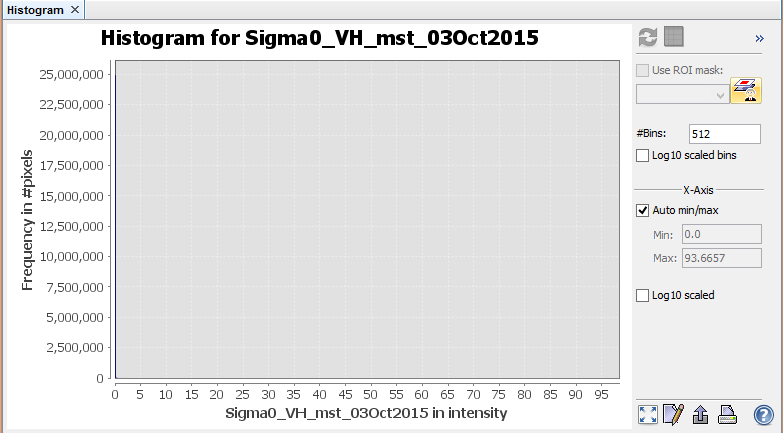 Histogram
Histogram for Sigma0_VH_mst_03Oct2015
Frequency in #pixels
25,000,000
22,500,000
20,000,000
17,500,000
15,000,000
12,500,000
10,000,000
7,500,000
5,000,000
2,500,000
0
0 5 10 15 20 25 30 35 40 45 50 55 60 65 70 75 80 85 90 95
Sigma0_VH_mst_03Oct2015 in intensity
»
Use ROI mask:
#Bins: 512
Log10 scaled bins
X-Axis
Auto min/max
Min: 0.0
Max: 93.6657
Log10 scaled
?